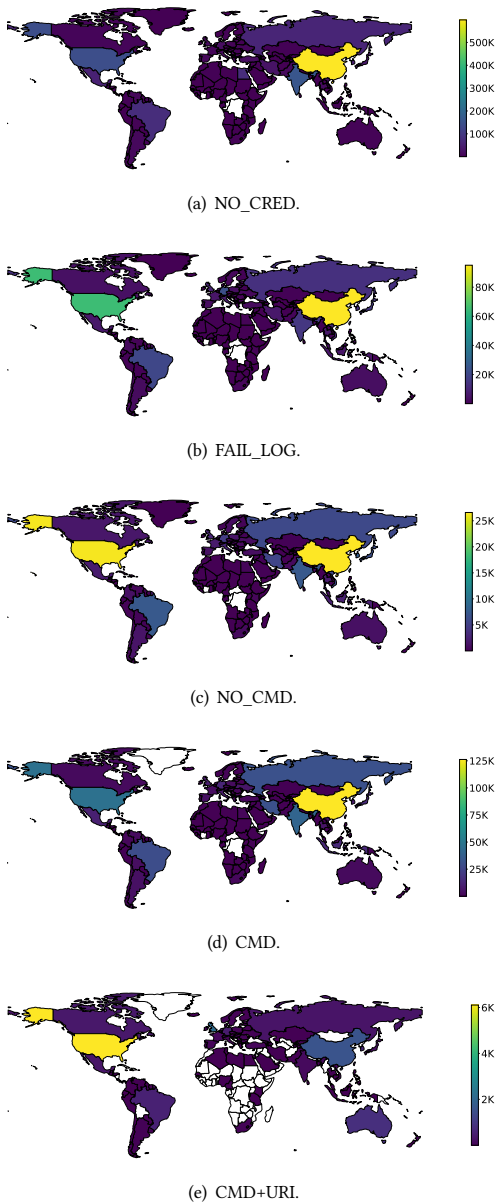 500K
400K
300K
200K
100K
(a) NO_CRED.
80K
60K
40K
20K
(b) FAIL_LOG.
25K
20K
15K
10K
5K
(c) NO_CMD.
125K
100K
75K
50K
25K
(d) CMD.
6K
4K
2K
(e) CMD+URI.